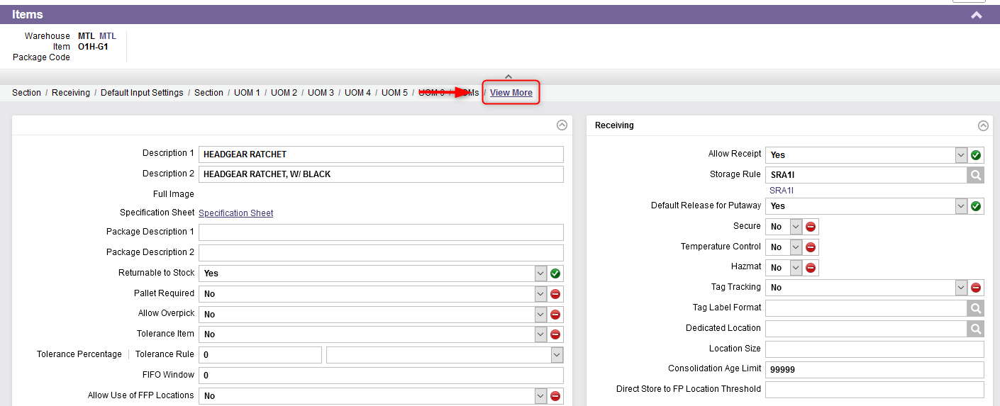 Items
Warehouse MTL MTL
Item O1H-G1
Package Code
Section / Receiving / Default Input Settings / Section / UOM 1 / UOM 2 / UOM 3 / UOM 4 / UOM 5 / UOM 6 / UOMs / View More
Description 1 HEADGEAR RATCHET
Description 2 HEADGEAR RATCHET, W/ BLACK
Full Image
Specification Sheet Specification Sheet
Package Description 1
Package Description 2
Returnable to Stock Yes
Pallet Required No
Allow Overpick No
Tolerance Item No
Tolerance Percentage | Tolerance Rule 0
FIFO Window 0
Allow Use of FFP Locations No
Receiving
Allow Receipt Yes
Storage Rule SRA1I
SRA1I
Default Release for Putaway Yes
Secure No
Temperature Control No
Hazmat No
Tag Tracking No
Tag Label Format
Dedicated Location
Location Size
Consolidation Age Limit 99999
Direct Store to FP Location Threshold